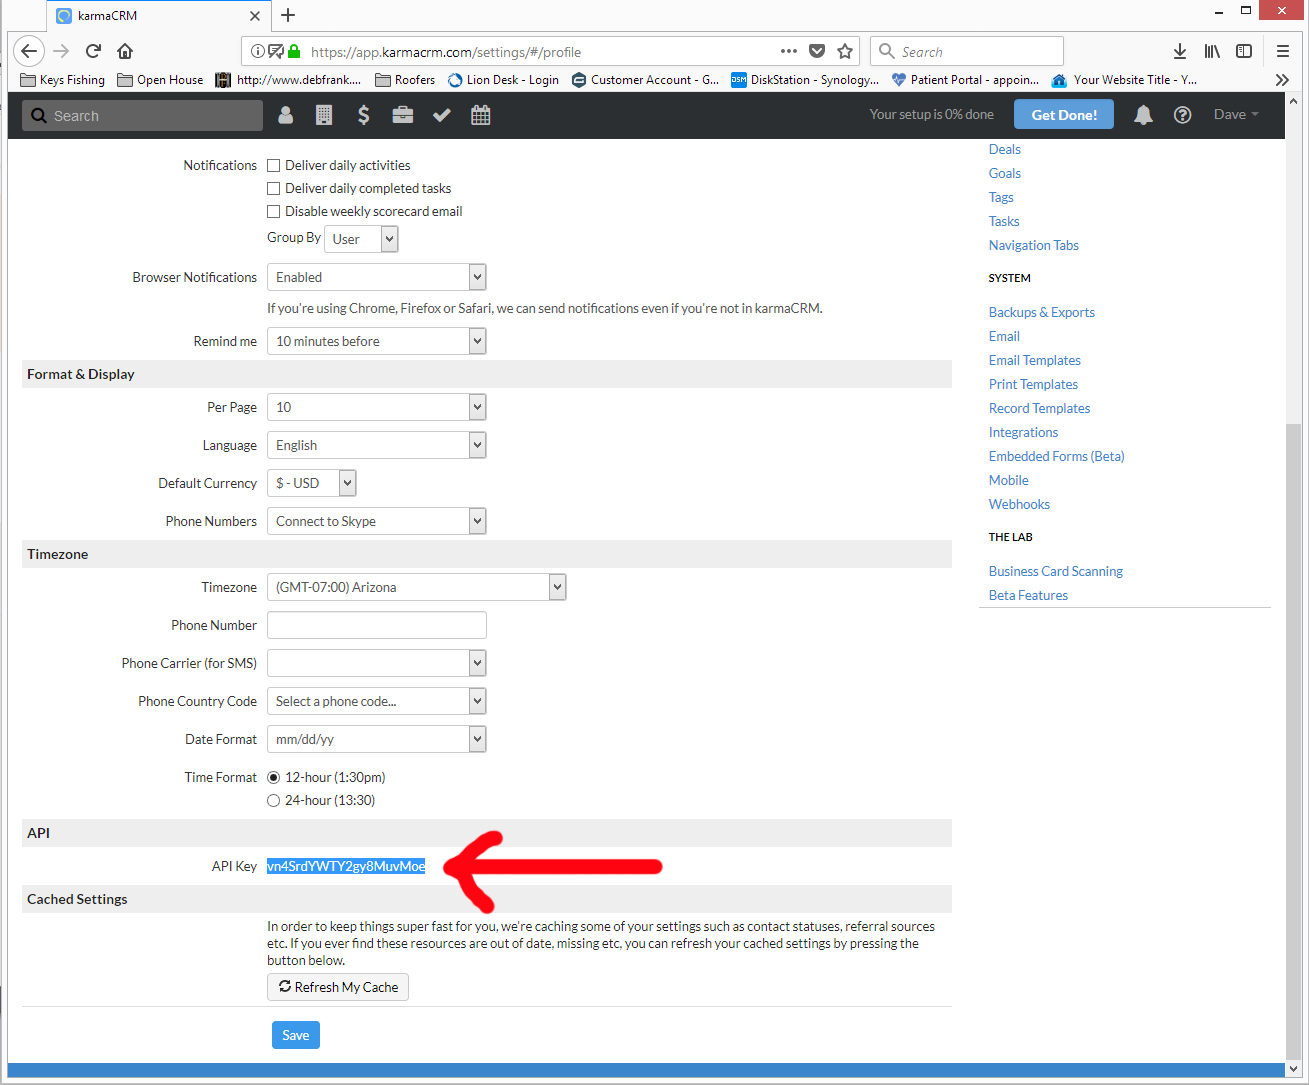 karmaCRM
https://app.karmacrm.com/settings/#/profile
Search
Keys Fishing
Open House
http://www.debfrank....
Roofers
Lion Desk - Login
Customer Account - G...
DiskStation - Synology...
Patient Portal - appoin...
Your Website Title - Y...
Search
Your setup is 0% done
Get Done!
Dave
Notifications
Deliver daily activities
Deliver daily completed tasks
Disable weekly scorecard email
Group By User
Browser Notifications Enabled
If you're using Chrome, Firefox or Safari, we can send notifications even if you're not in karmaCRM.
Remind me 10 minutes before
Format & Display
Per Page 10
Language English
Default Currency $ - USD
Phone Numbers Connect to Skype
Timezone
Timezone (GMT-07:00) Arizona
Phone Number
Phone Carrier (for SMS)
Phone Country Code Select a phone code...
Date Format mm/dd/yy
Time Format 12-hour (1:30pm)
24-hour (13:30)
API
API Key vn4SrdYWTY2gy8MuvMoe
Cached Settings
In order to keep things super fast for you, we're caching some of your settings such as contact statuses, referral sources
etc. If you ever find these resources are out of date, missing etc, you can refresh your cached settings by pressing the
button below.
Refresh My Cache
Save
Deals
Goals
Tags
Tasks
Navigation Tabs
SYSTEM
Backups & Exports
Email
Email Templates
Print Templates
Record Templates
Integrations
Embedded Forms (Beta)
Mobile
Webhooks
THE LAB
Business Card Scanning
Beta Features